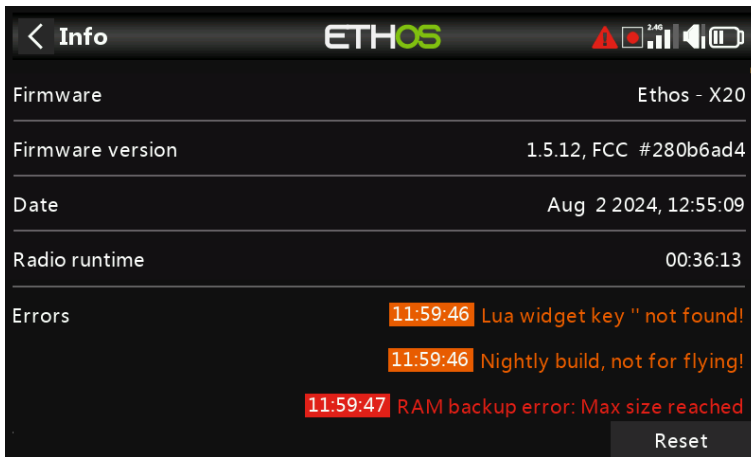 Info
ETHOS
2.4G
Firmware
Ethos - X20
Firmware version
1.5.12, FCC #280b6ad4
Date
Aug 2 2024, 12:55:09
Radio runtime
00:36:13
Errors
11:59:46 Lua widget key '' not found!
11:59:46 Nightly build, not for flying!
11:59:47 RAM backup error: Max size reached
Reset